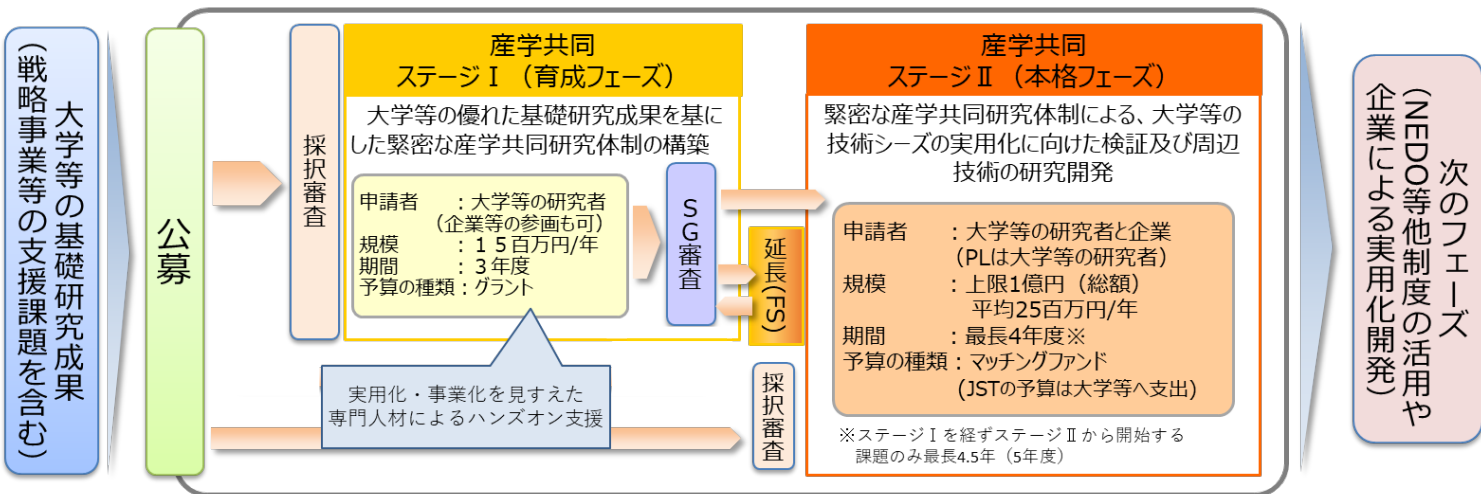 大学等の基礎研究成果
(戦略事業等の支援課題を含む)
公募
採択審査
産学共同
ステージⅠ（育成フェーズ）
大学等の優れた基礎研究成果を基に
した緊密な産学共同研究体制の構築
申請者　：大学等の研究者
(企業等の参画も可)
規模　：１５百万円/年
期間　：３年度
予算の種類：グラント
SG審査
延長(FS)
実用化・事業化を見すえた
専門人材によるハンズオン支援
採択審査
産学共同
ステージⅡ（本格フェーズ）
緊密な産学共同研究体制による、大学等の
技術シーズの実用化に向けた検証及び周辺
技術の研究開発
申請者　：大学等の研究者と企業
(PLは大学等の研究者)
規模　：上限1億円（総額）
平均25百万円/年
期間　：最長4年度※
予算の種類：マッチングファンド
(JSTの予算は大学等へ支出)
※ステージⅠを経ずステージⅡから開始する
課題のみ最長4.5年（5年度）
次のフェーズ
(NEDO等他制度の活用や
企業による実用化開発)